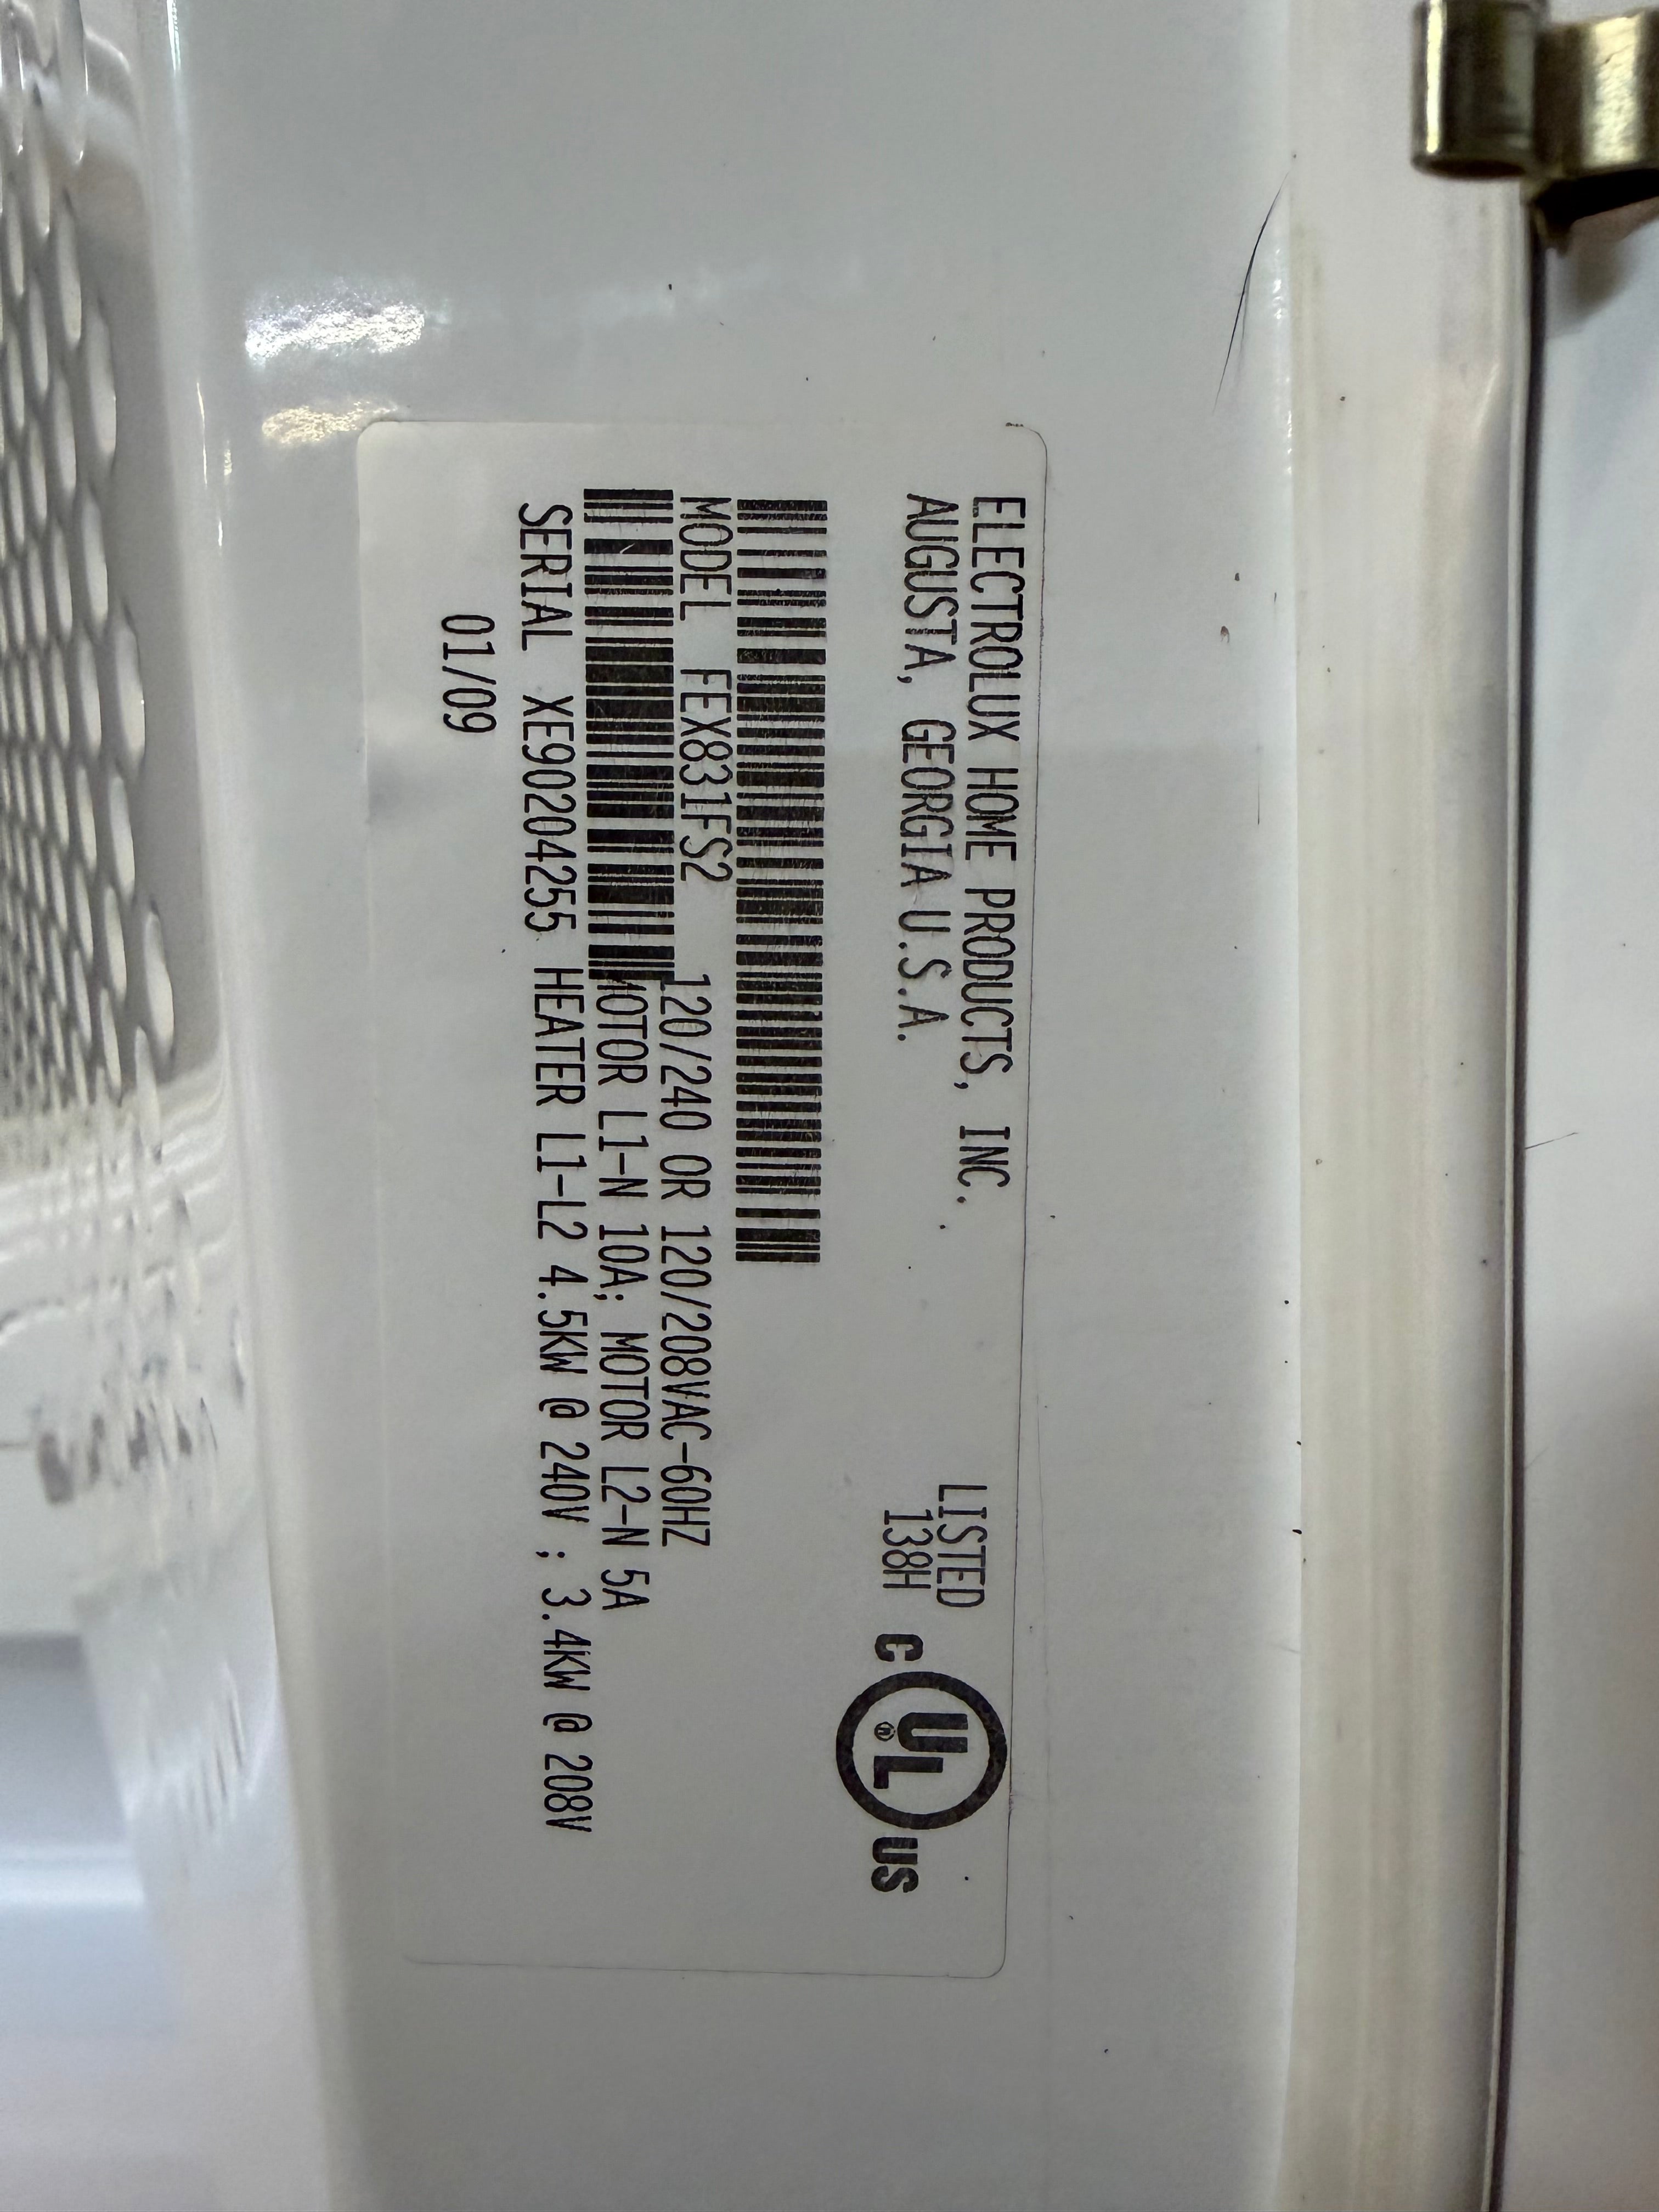 ELECTROLUX HOME PRODUCTS, INC.
AUGUSTA, GEORGIA U.S.A.
LISTED
138H
C UL US
®
MODEL FEX831FS2
120/240 OR 120/208VAC-60HZ
MOTOR L1-N 10A; MOTOR L2-N 5A
SERIAL XE90204255 HEATER L1-L2 4.5KW @ 240V ; 3.4KW @ 208V
01/09